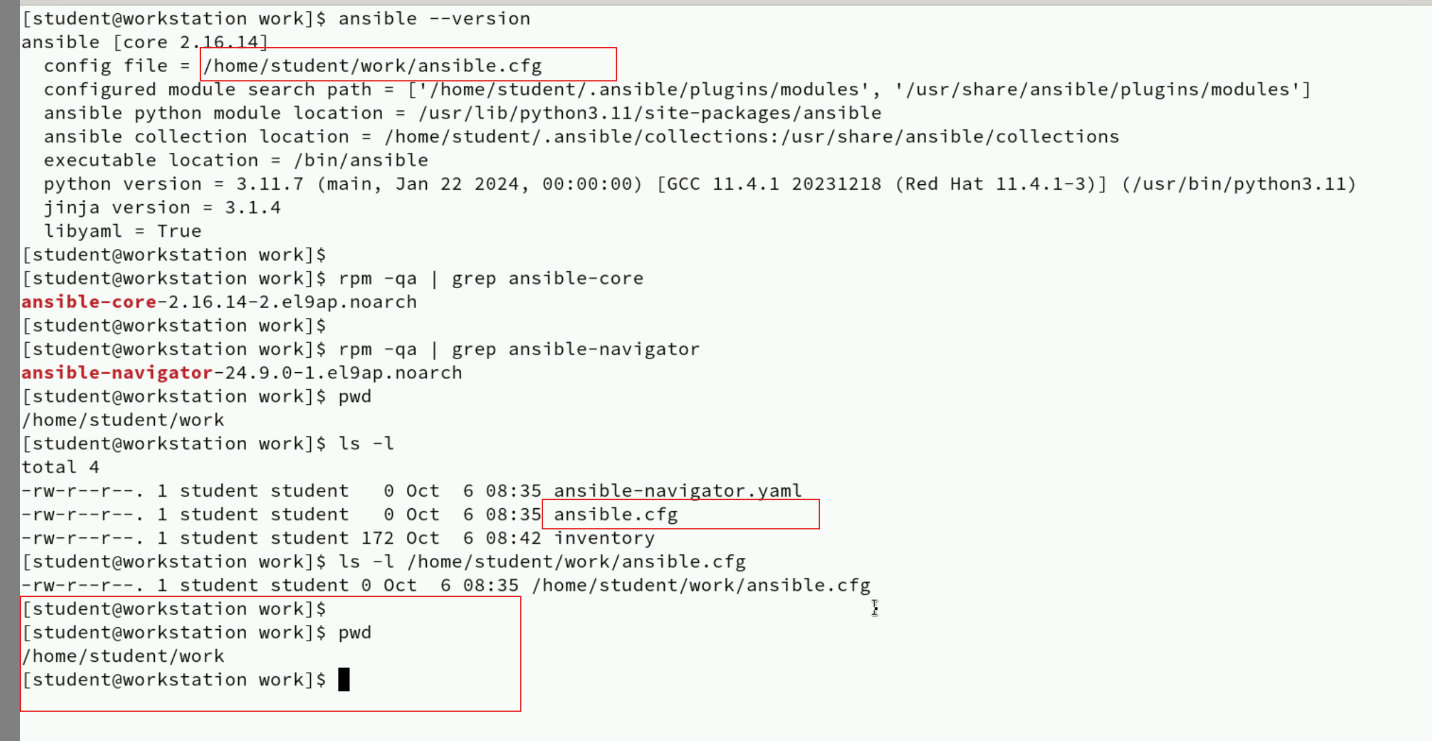 [student@workstation work]$ ansible --version
ansible [core 2.16.14]
  config file = /home/student/work/ansible.cfg
  configured module search path = ['/home/student/.ansible/plugins/modules', '/usr/share/ansible/plugins/modules']
  ansible python module location = /usr/lib/python3.11/site-packages/ansible
  ansible collection location = /home/student/.ansible/collections:/usr/share/ansible/collections
  executable location = /bin/ansible
  python version = 3.11.7 (main, Jan 22 2024, 00:00:00) [GCC 11.4.1 20231218 (Red Hat 11.4.1-3)] (/usr/bin/python3.11)
  jinja version = 3.1.4
  libyaml = True
[student@workstation work]$
[student@workstation work]$ rpm -qa | grep ansible-core
ansible-core-2.16.14-2.el9ap.noarch
[student@workstation work]$
[student@workstation work]$ rpm -qa | grep ansible-navigator
ansible-navigator-24.9.0-1.el9ap.noarch
[student@workstation work]$ pwd
/home/student/work
[student@workstation work]$ ls -l
total 4
-rw-r--r--. 1 student student   0 Oct  6 08:35 ansible-navigator.yaml
-rw-r--r--. 1 student student   0 Oct  6 08:35 ansible.cfg
-rw-r--r--. 1 student student 172 Oct  6 08:42 inventory
[student@workstation work]$ ls -l /home/student/work/ansible.cfg
-rw-r--r--. 1 student student 0 Oct  6 08:35 /home/student/work/ansible.cfg
[student@workstation work]$
[student@workstation work]$ pwd
/home/student/work
[student@workstation work]$